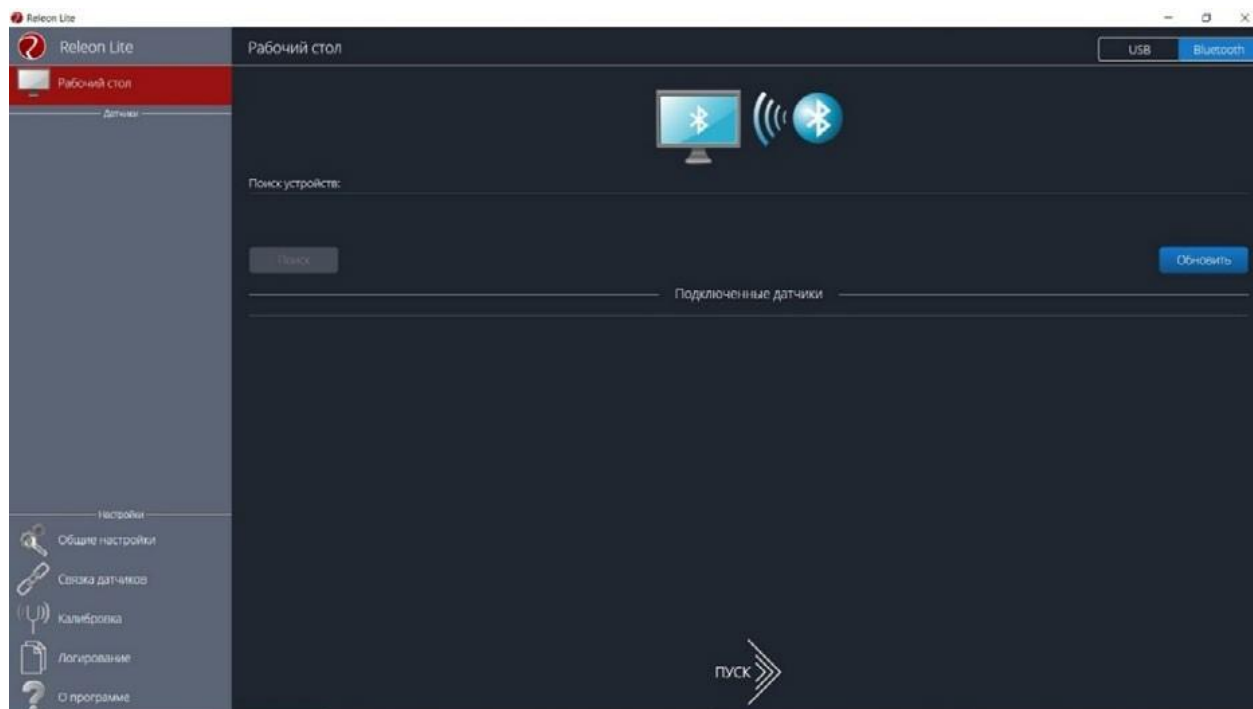 Releon Lite
Releon Lite
Рабочий стол
USB
Bluetooth
Рабочий стол
Датчики
Поиск устройств:
Поиск
Обновить
Подключенные датчики
Настройки
Общие настройки
Связка датчиков
Калибровка
Логирование
О программе
ПУСК